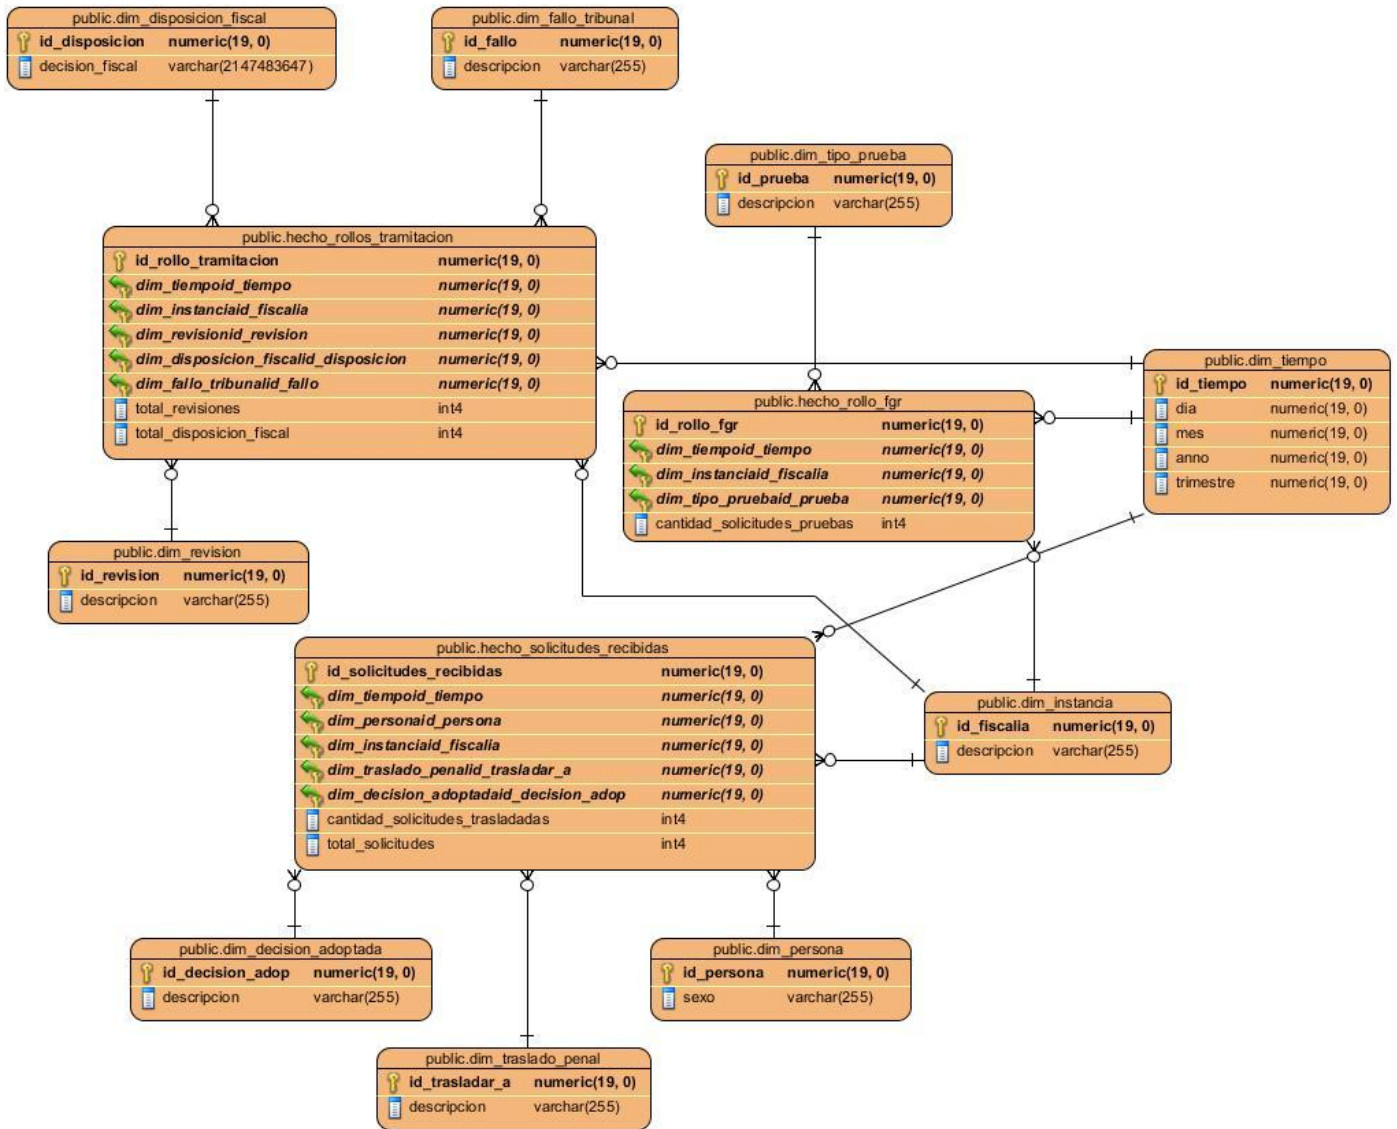 public.dim_disposicion_fiscal
id_disposicion numeric(19, 0)
decision_fiscal varchar(2147483647)
public.dim_fallo_tribunal
id_fallo numeric(19, 0)
descripcion varchar(255)
public.dim_tipo_prueba
id_prueba numeric(19, 0)
descripcion varchar(255)
public.hecho_rollos_tramitacion
id_rollo_tramitacion numeric(19, 0)
dim_tiempoid_tiempo numeric(19, 0)
dim_instanciaid_fiscalia numeric(19, 0)
dim_revisionid_revision numeric(19, 0)
dim_disposicion_fiscalid_disposicion numeric(19, 0)
dim_fallo_tribunalid_fallo numeric(19, 0)
total_revisiones int4
total_disposicion_fiscal int4
public.dim_tiempo
id_tiempo numeric(19, 0)
dia numeric(19, 0)
mes numeric(19, 0)
anno numeric(19, 0)
trimestre numeric(19, 0)
public.hecho_rollo_fgr
id_rollo_fgr numeric(19, 0)
dim_tiempoid_tiempo numeric(19, 0)
dim_instanciaid_fiscalia numeric(19, 0)
dim_tipo_pruebaid_prueba numeric(19, 0)
cantidad_solicitudes_pruebas int4
public.dim_revision
id_revision numeric(19, 0)
descripcion varchar(255)
public.hecho_solicitudes_recibidas
id_solicitudes_recibidas numeric(19, 0)
dim_tiempoid_tiempo numeric(19, 0)
dim_personaid_persona numeric(19, 0)
dim_instanciaid_fiscalia numeric(19, 0)
dim_traslado_penalid_trasladar_a numeric(19, 0)
dim_decision_adoptadaid_decision_adop numeric(19, 0)
cantidad_solicitudes_trasladadas int4
total_solicitudes int4
public.dim_instancia
id_fiscalia numeric(19, 0)
descripcion varchar(255)
public.dim_decision_adoptada
id_decision_adop numeric(19, 0)
descripcion varchar(255)
public.dim_persona
id_persona numeric(19, 0)
sexo varchar(255)
public.dim_traslado_penal
id_trasladar_a numeric(19, 0)
descripcion varchar(255)